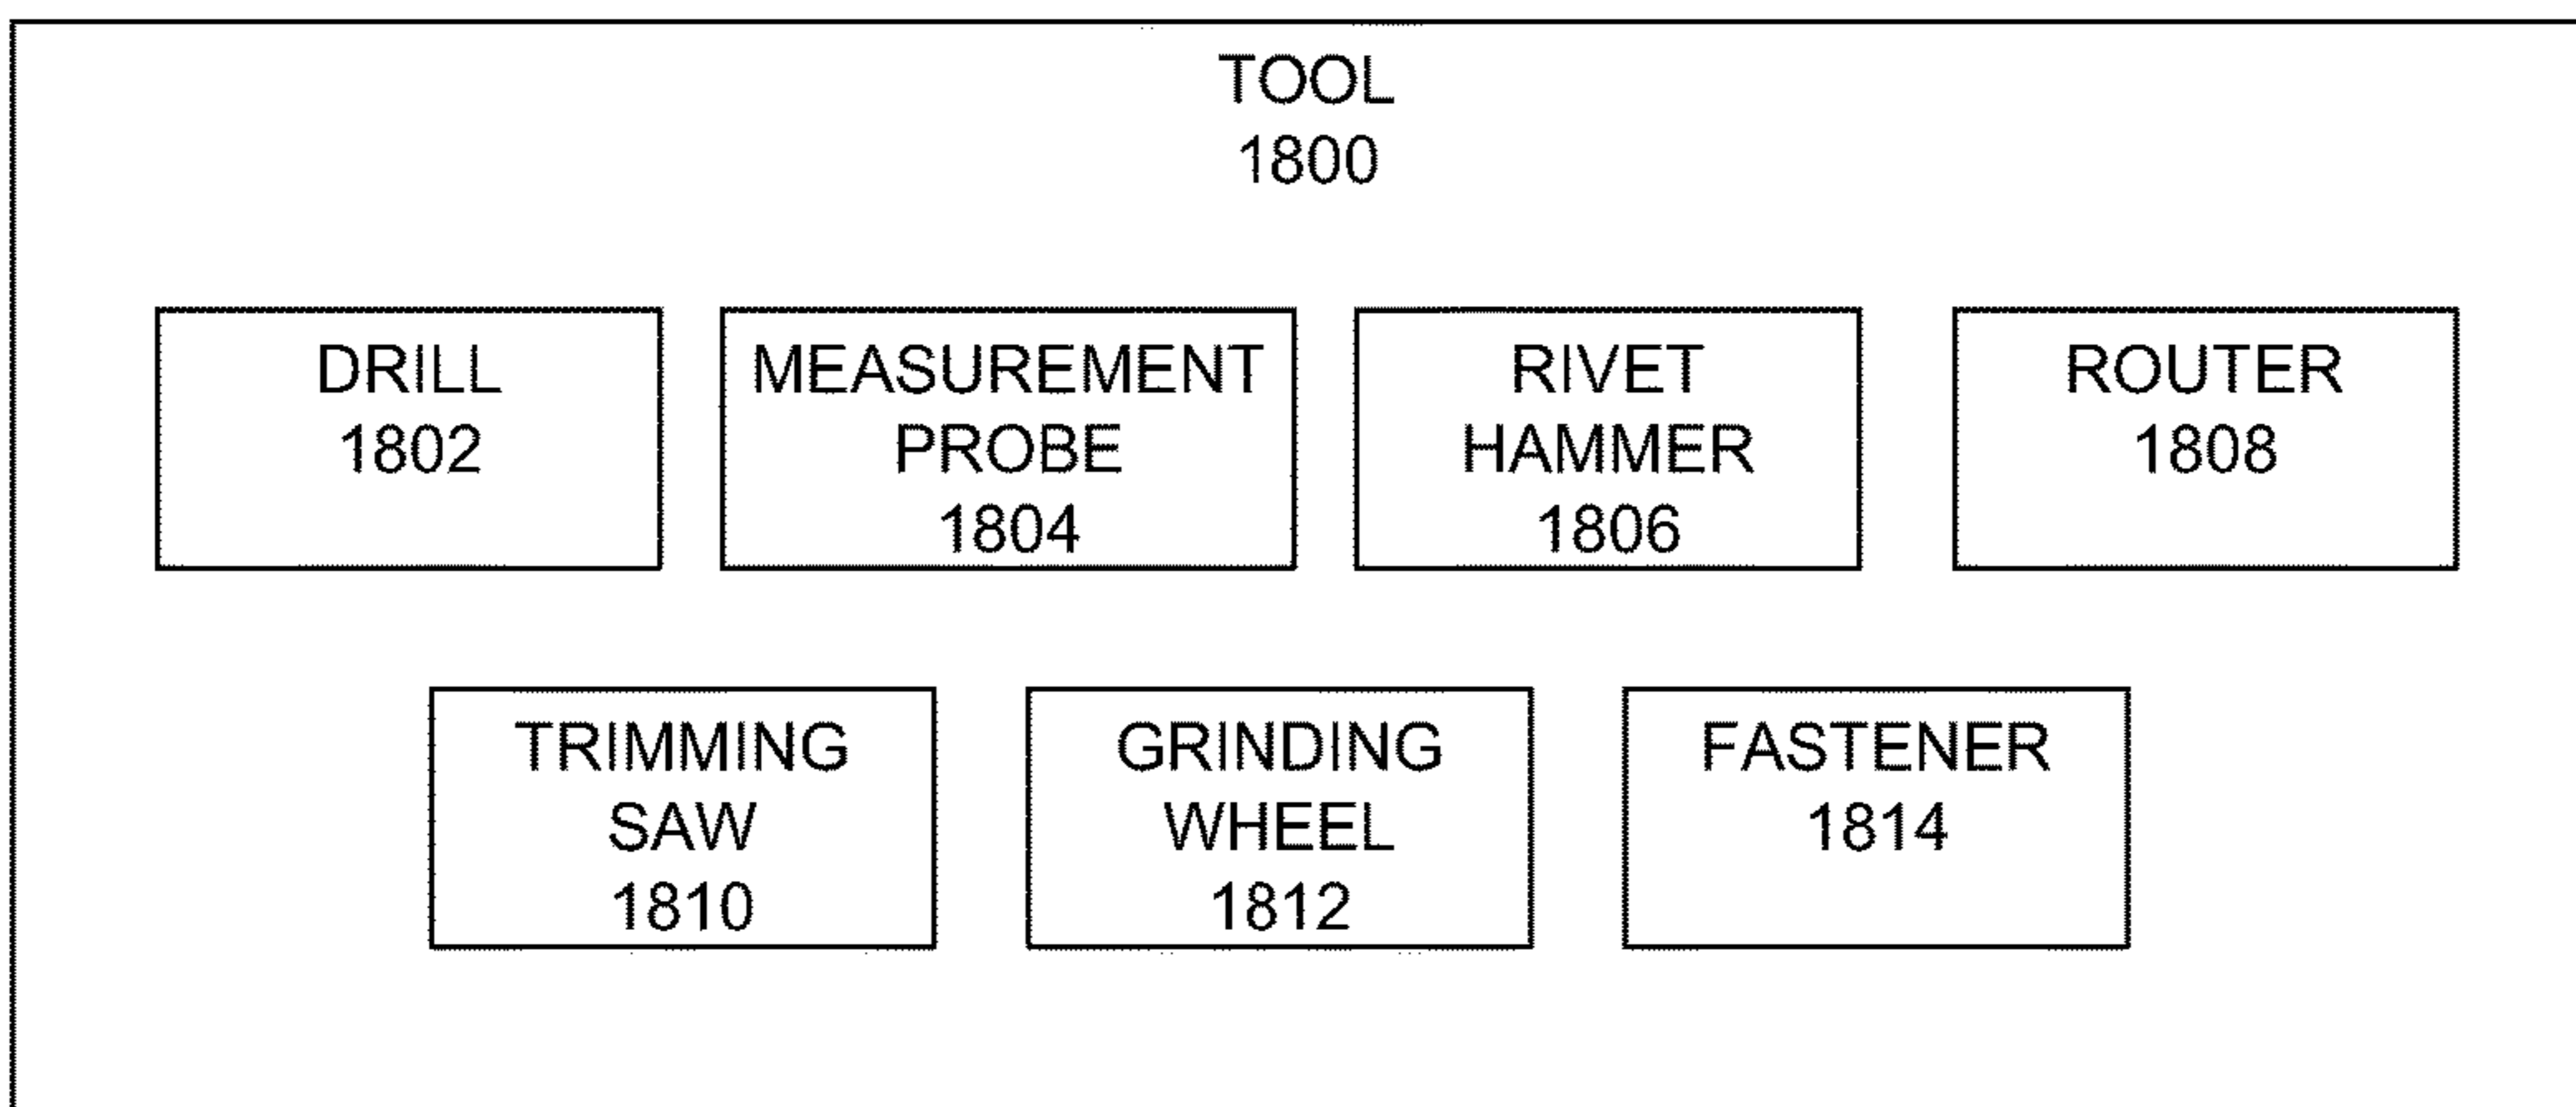 TOOL
1800
DRILL
1802
MEASUREMENT
PROBE
1804
RIVET
HAMMER
1806
ROUTER
1808
TRIMMING
SAW
1810
GRINDING
WHEEL
1812
FASTENER
1814